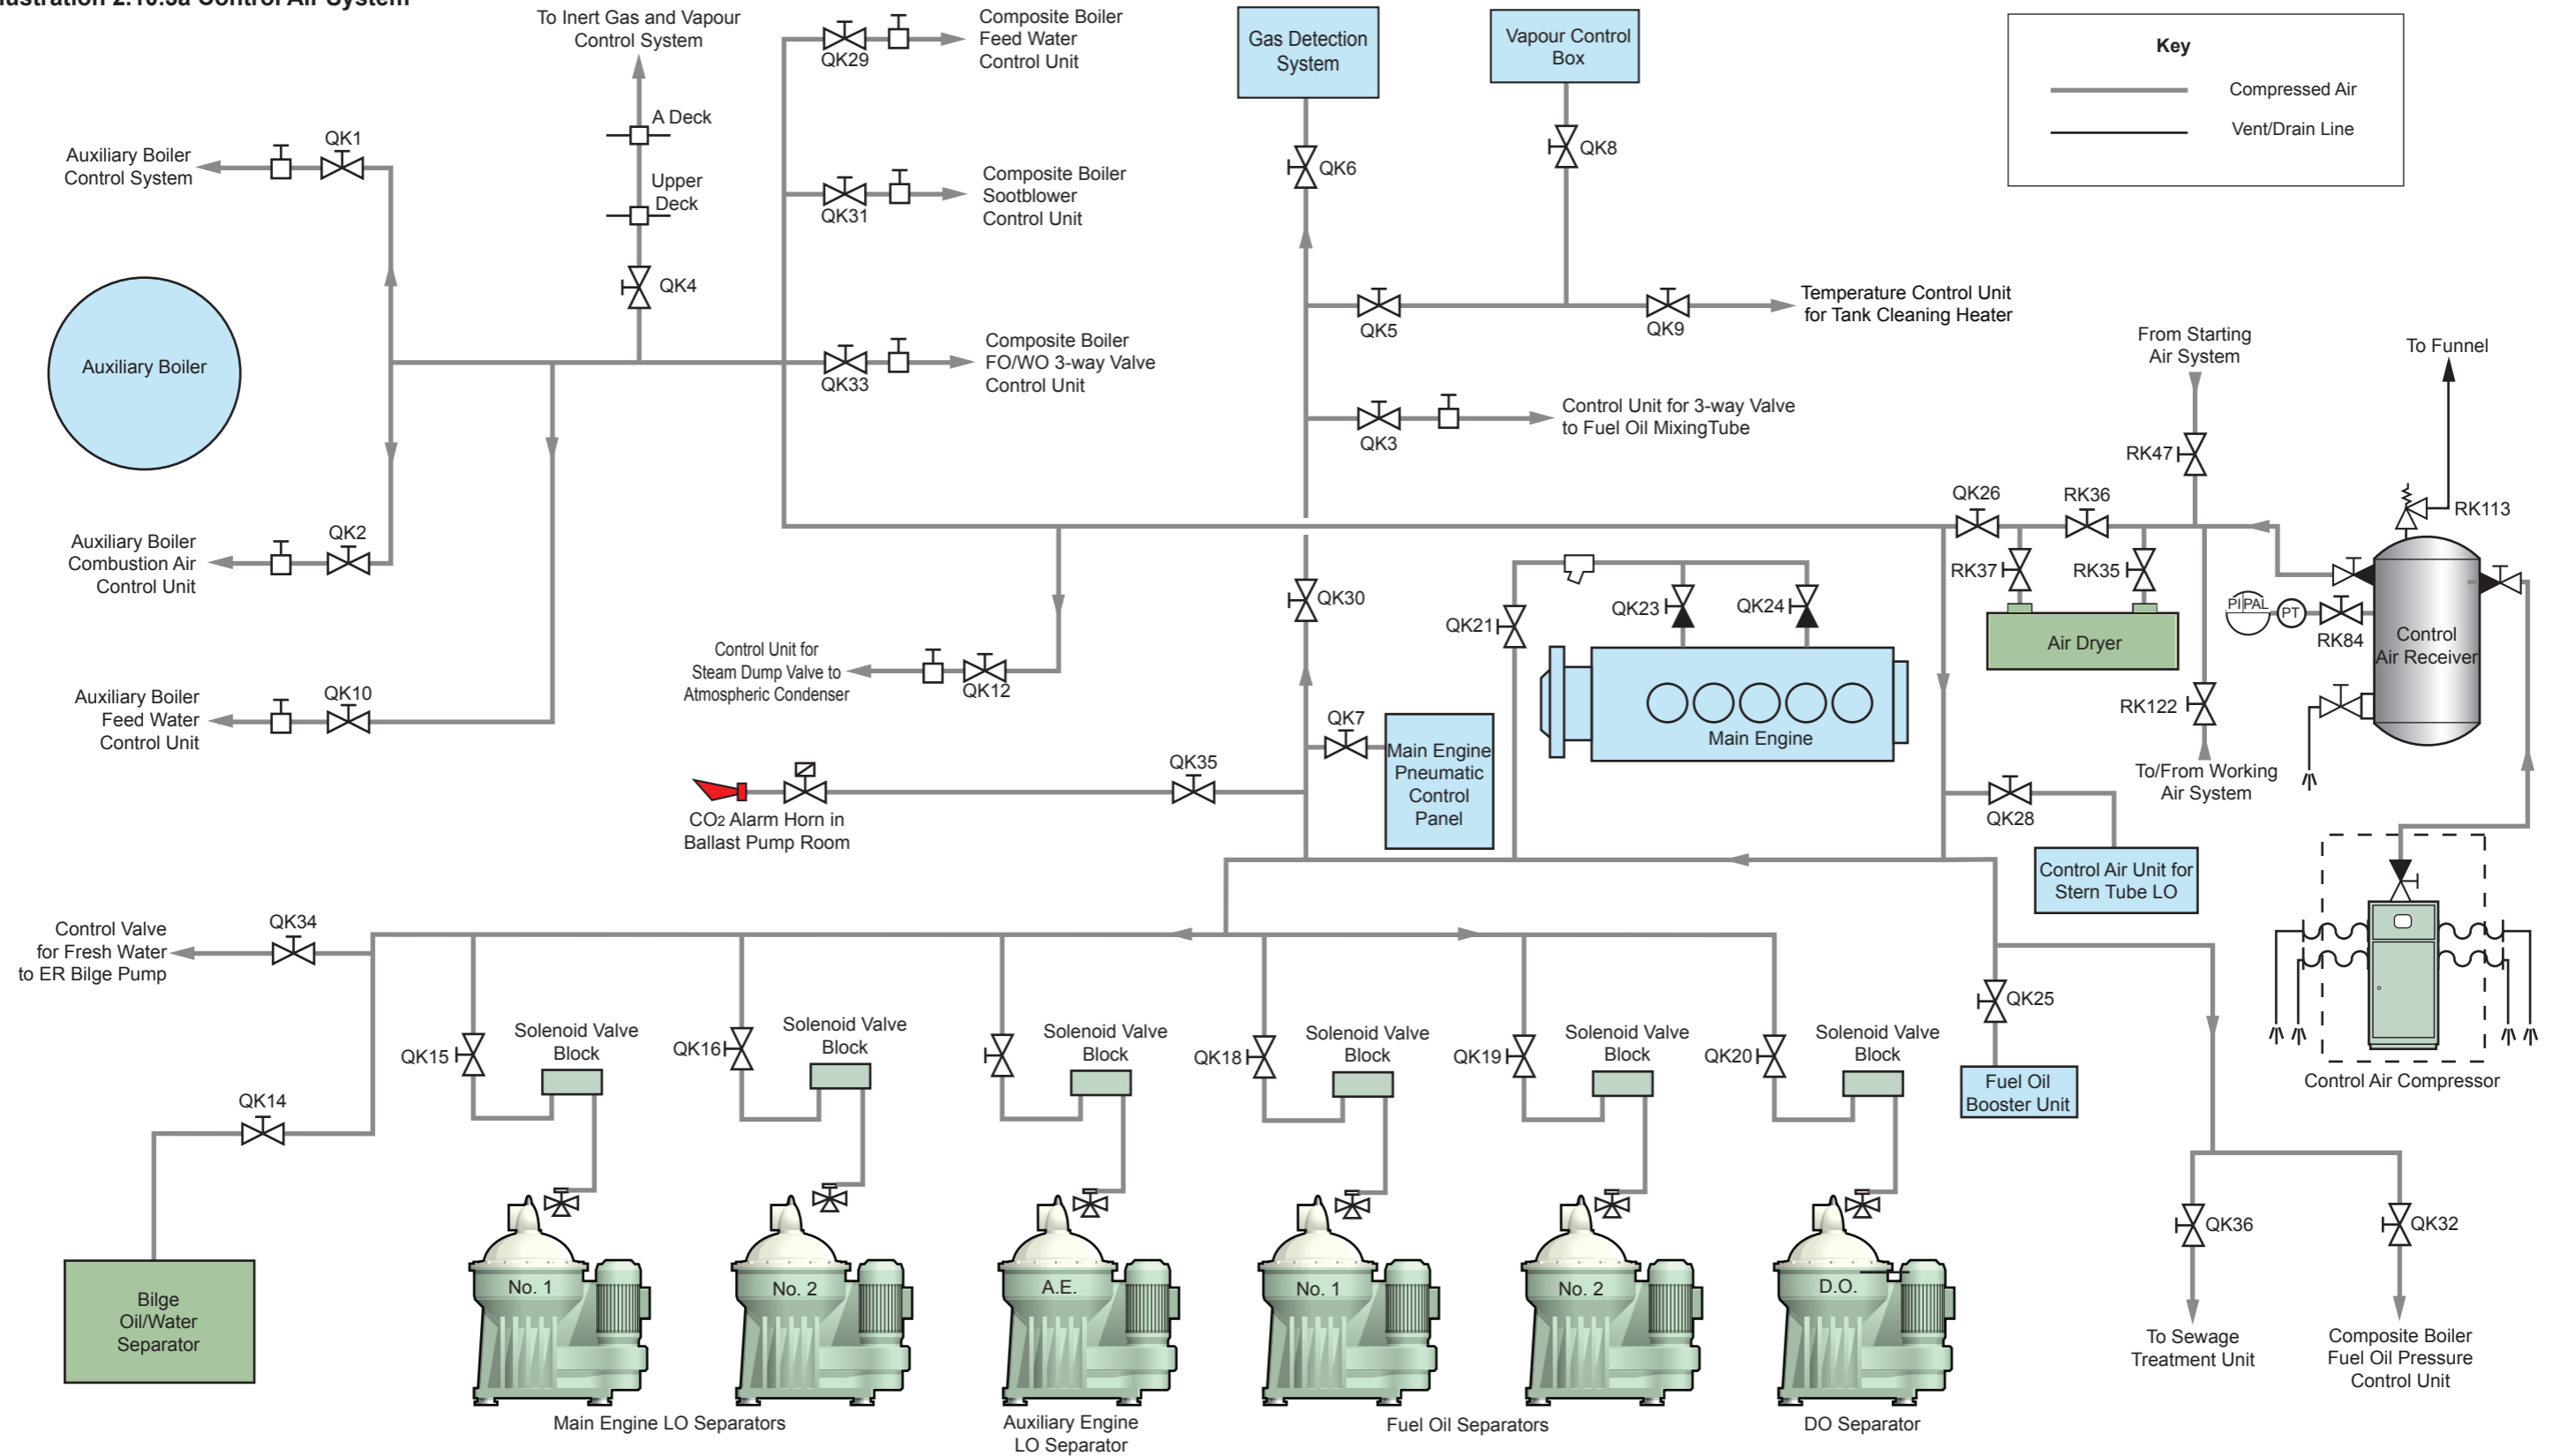 lustration 2.10.3a Control Air System
To Inert Gas and Vapour
Control System
A Deck
Upper
Deck
QK4
QK1
Auxiliary Boiler
Control System
Auxiliary Boiler
QK2
Auxiliary Boiler
Combustion Air
Control Unit
QK10
Auxiliary Boiler
Feed Water
Control Unit
QK29
Composite Boiler
Feed Water
Control Unit
QK31
Composite Boiler
Sootblower
Control Unit
QK33
Composite Boiler
FO/WO 3-way Valve
Control Unit
Gas Detection
System
QK6
Vapour Control
Box
QK8
QK5
QK9
Temperature Control Unit
for Tank Cleaning Heater
QK3
Control Unit for 3-way Valve
to Fuel Oil MixingTube
Key
Compressed Air
Vent/Drain Line
From Starting
Air System
RK47
To Funnel
RK113
QK26
RK36
RK37
RK35
Air Dryer
PI
PAL
PT
RK84
Control
Air Receiver
RK122
To/From Working
Air System
QK30
QK21
QK23
QK24
Main Engine
Control Unit for
Steam Dump Valve to
Atmospheric Condenser
QK12
QK7
Main Engine
Pneumatic
Control
Panel
QK35
CO2 Alarm Horn in
Ballast Pump Room
QK28
Control Air Unit for
Stern Tube LO
Control Air Compressor
QK34
Control Valve
for Fresh Water
to ER Bilge Pump
QK14
Bilge
Oil/Water
Separator
QK15
Solenoid Valve
Block
QK16
Solenoid Valve
Block
Solenoid Valve
Block
QK18
Solenoid Valve
Block
QK19
Solenoid Valve
Block
QK20
Solenoid Valve
Block
QK25
Fuel Oil
Booster Unit
No. 1
No. 2
A.E.
No. 1
No. 2
D.O.
Main Engine LO Separators
Auxiliary Engine
LO Separator
Fuel Oil Separators
DO Separator
QK36
To Sewage
Treatment Unit
QK32
Composite Boiler
Fuel Oil Pressure
Control Unit